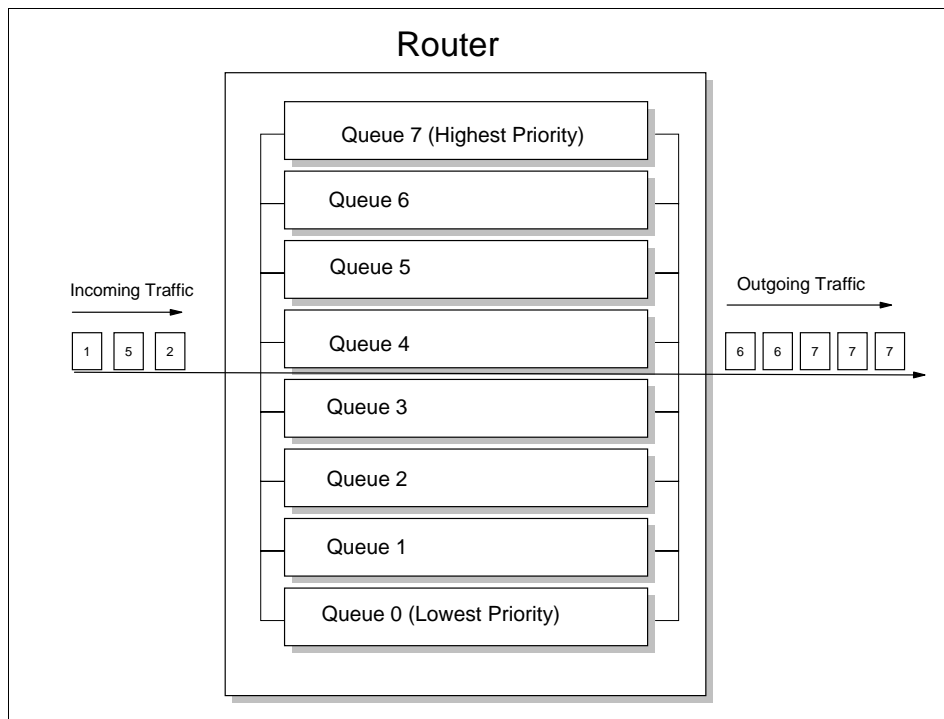 Router
Queue 7 (Highest Priority)
Queue 6
Queue 5
Queue 4
Queue 3
Queue 2
Queue 1
Queue 0 (Lowest Priority)
Incoming Traffic
1 5 2
Outgoing Traffic
6 6 7 7 7